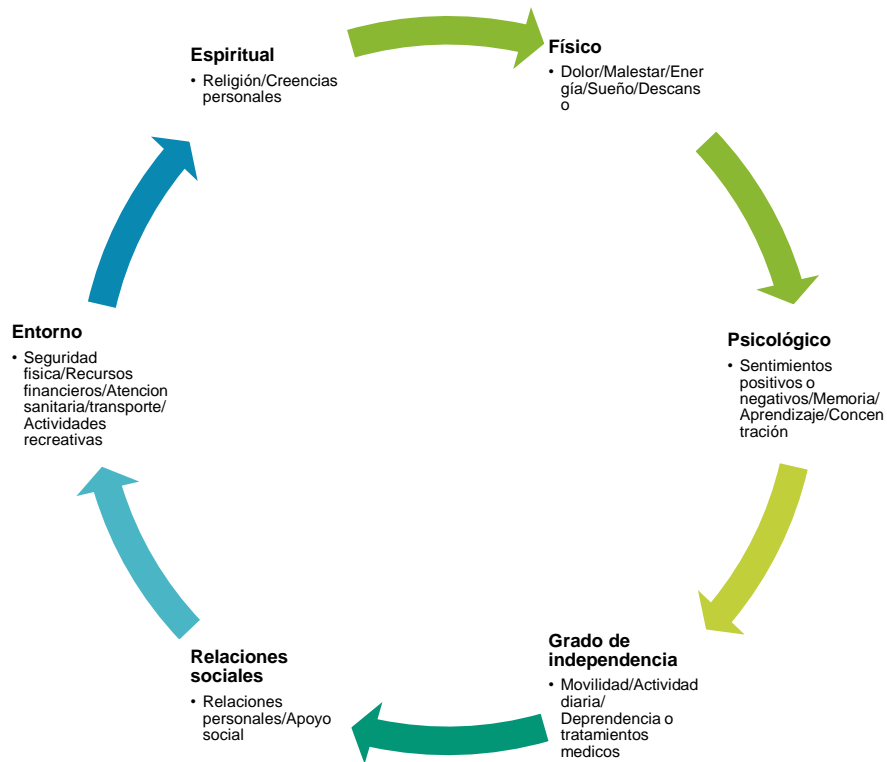 Espiritual
• Religión/Creencias
personales
Físico
• Dolor/Malestar/Ener
gía/Sueño/Descans
o
Psicológico
• Sentimientos
positivos o
negativos/Memoria/
Aprendizaje/Concen
tración
Grado de
independencia
• Movilidad/Actividad
diaria/
Deprendencia o
tratamientos
medicos
Relaciones
sociales
• Relaciones
personales/Apoyo
social
Entorno
• Seguridad
fisica/Recursos
financieros/Atencion
sanitaria/transporte/
Actividades
recreativas